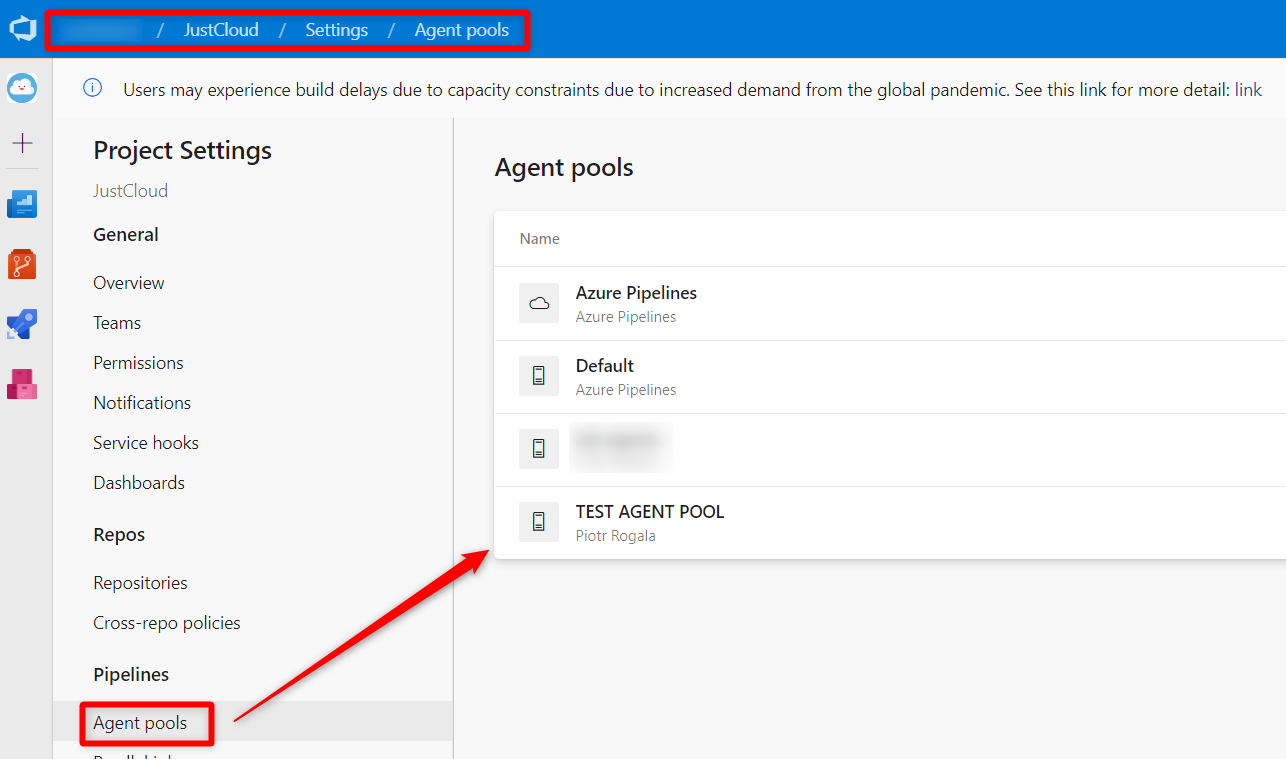 / JustCloud / Settings / Agent pools
Users may experience build delays due to capacity constraints due to increased demand from the global pandemic. See this link for more detail: link
Project Settings
JustCloud
General
Overview
Teams
Permissions
Notifications
Service hooks
Dashboards
Repos
Repositories
Cross-repo policies
Pipelines
Agent pools
Agent pools
Name
Azure Pipelines
Azure Pipelines
Default
Azure Pipelines
TEST AGENT POOL
Piotr Rogala